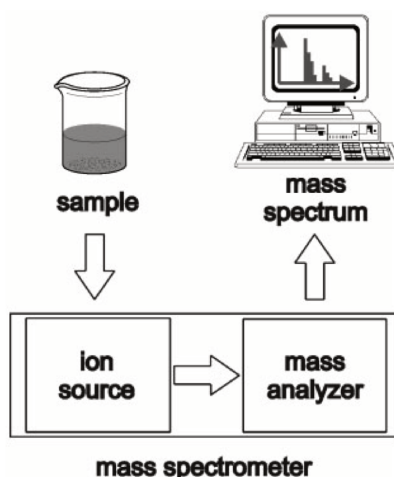 sample
mass
spectrum
ion
source
mass
analyzer
mass spectrometer